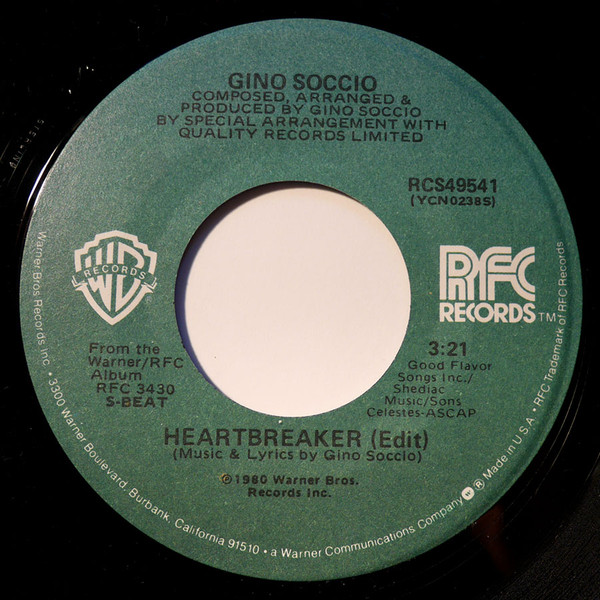 GINO SOCCIO
COMPOSED, ARRANGED &
PRODUCED BY GINO SOCCIO
BY SPECIAL ARRANGEMENT WITH
QUALITY RECORDS LIMITED
RCS49541
(YCN0238S)
WB
RECORDS
®
RFC
RECORDS™
From the
Warner/RFC
Album
RFC 3430
S-BEAT
3:21
Good Flavor
Songs Inc./
Shediac
Music/Sons
Celestes-ASCAP
HEARTBREAKER (Edit)
(Music & Lyrics by Gino Soccio)
©1980 Warner Bros.
Records Inc.
Warner Bros Records Inc. • 3300 Warner Boulevard, Burbank, California 91510 • a Warner Communications Company ® Made in U.S.A. • RFC Trademark of RFC Records